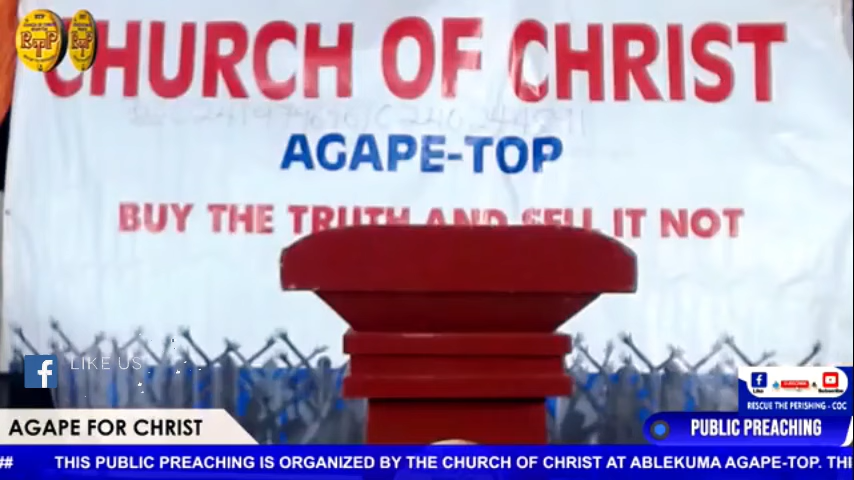 CHURCH OF CHRIST
AGAPE-TOP
BUY THE TRUTH AND SELL IT NOT
LIKE US
Like
RESCUE THE PERISHING - COC
AGAPE FOR CHRIST
PUBLIC PREACHING
## THIS PUBLIC PREACHING IS ORGANIZED BY THE CHURCH OF CHRIST AT ABLEKUMA AGAPE-TOP. THI